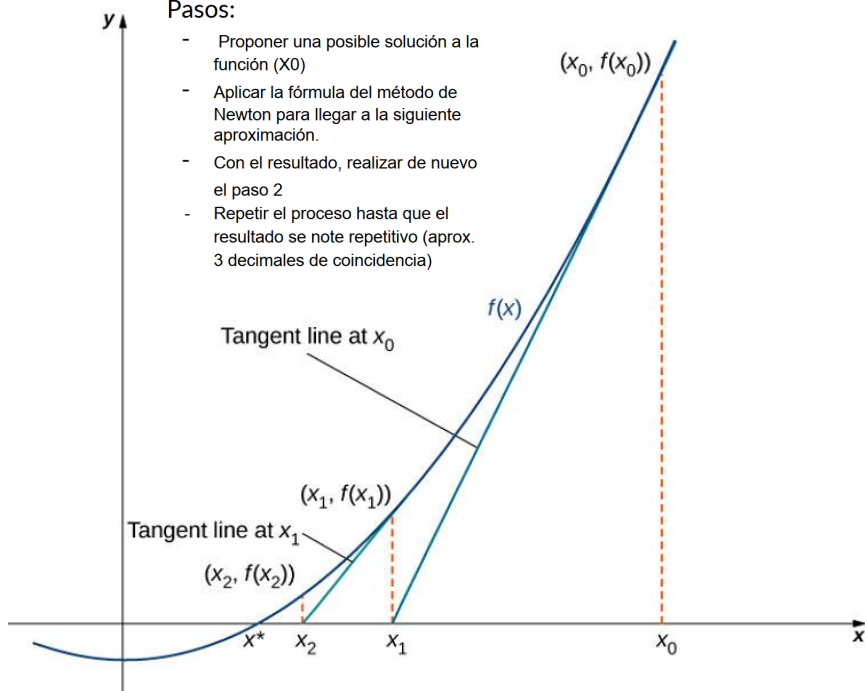 Pasos:
y
- Proponer una posible solución a la
función (X0)
- Aplicar la fórmula del método de
Newton para llegar a la siguiente
aproximación.
- Con el resultado, realizar de nuevo
el paso 2
- Repetir el proceso hasta que el
resultado se note repetitivo (aprox.
3 decimales de coincidencia)
(x₀, f(x₀))
f(x)
Tangent line at x₀
(x₁, f(x₁))
Tangent line at x₁
(x₂, f(x₂))
x* x₂ x₁ x₀ x